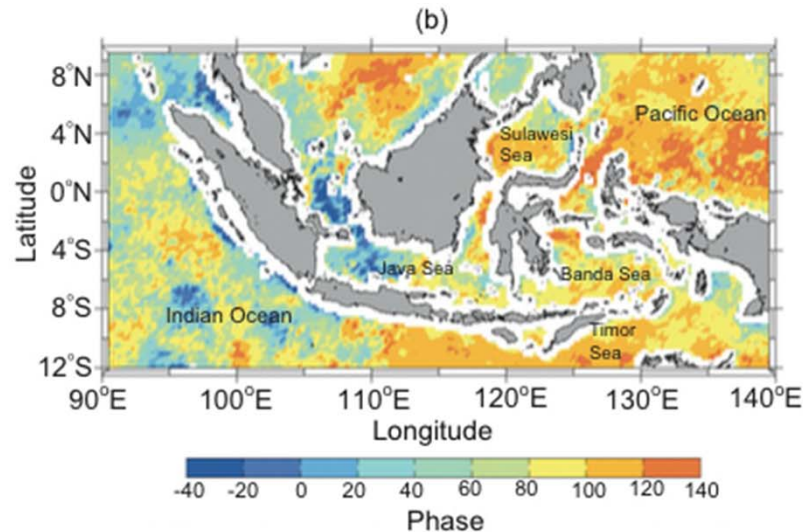 (b)
8°N
4°N
0°N
4°S
8°S
12°S
Latitude
Pacific Ocean
Sulawesi
Sea
Java Sea
Banda Sea
Indian Ocean
Timor
Sea
90°E 100°E 110°E 120°E 130°E 140°E
Longitude
-40 -20 0 20 40 60 80 100 120 140
Phase